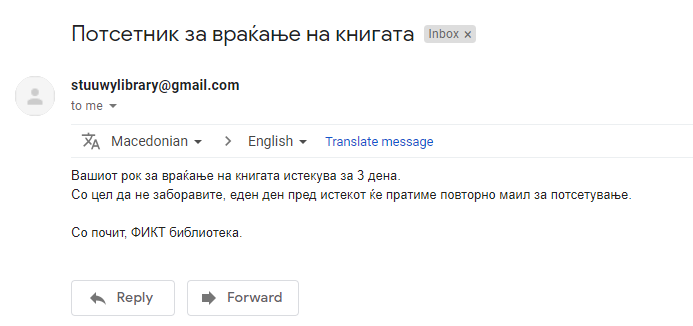 Потсетник за враќање на книгата Inbox ×
stuuwylibrary@gmail.com
to me
Macedonian > English Translate message
Вашиот рок за враќање на книгата истекува за 3 дена.
Со цел да не заборавите, еден ден пред истекот ќе пратиме повторно маил за потсетување.
Со почит, ФИКТ библиотека.
Reply Forward